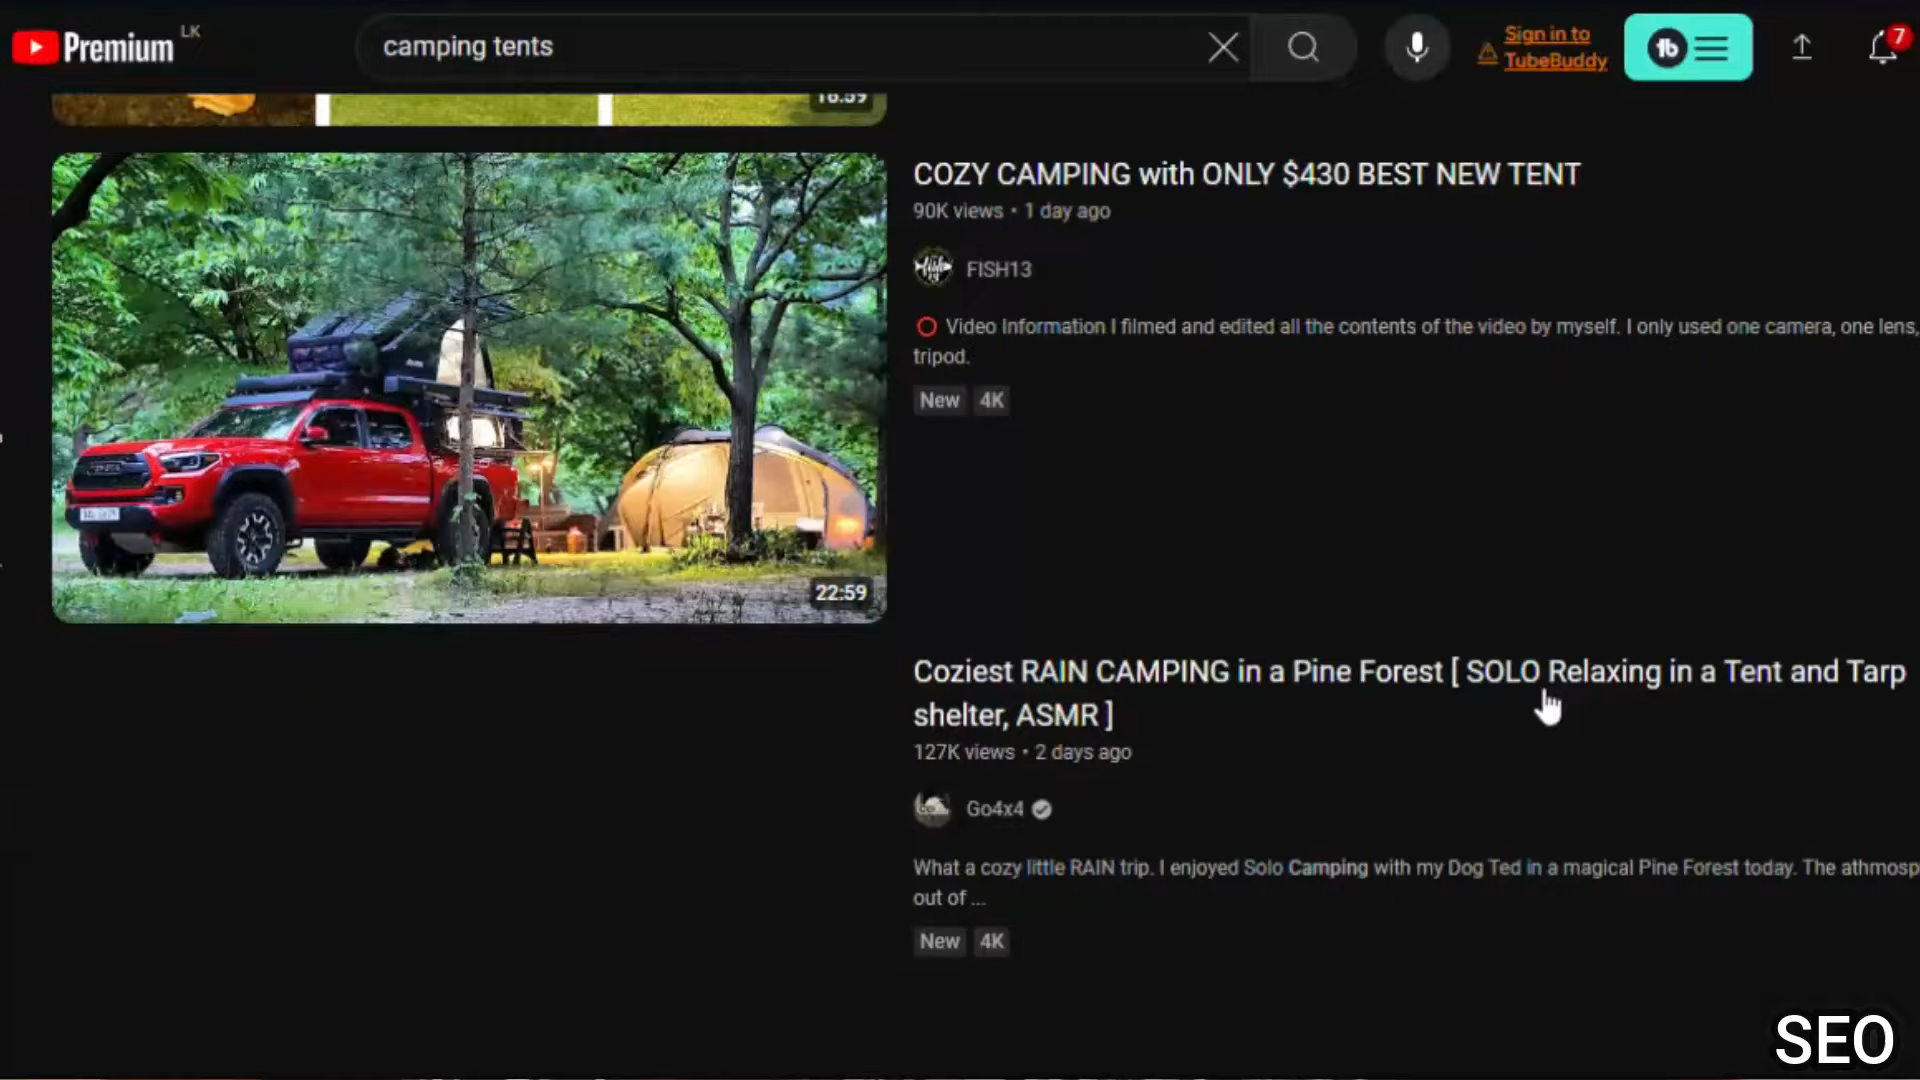 Premium LK
camping tents
Sign in to
TubeBuddy
7
16:59
COZY CAMPING with ONLY $430 BEST NEW TENT
90K views • 1 day ago
FISH13
Video Information I filmed and edited all the contents of the video by myself. I only used one camera, one lens,
tripod.
New 4K
22:59
Coziest RAIN CAMPING in a Pine Forest [ SOLO Relaxing in a Tent and Tarp
shelter, ASMR ]
127K views • 2 days ago
Go4x4
What a cozy little RAIN trip. I enjoyed Solo Camping with my Dog Ted in a magical Pine Forest today. The athmosp
out of ...
New 4K
SEO